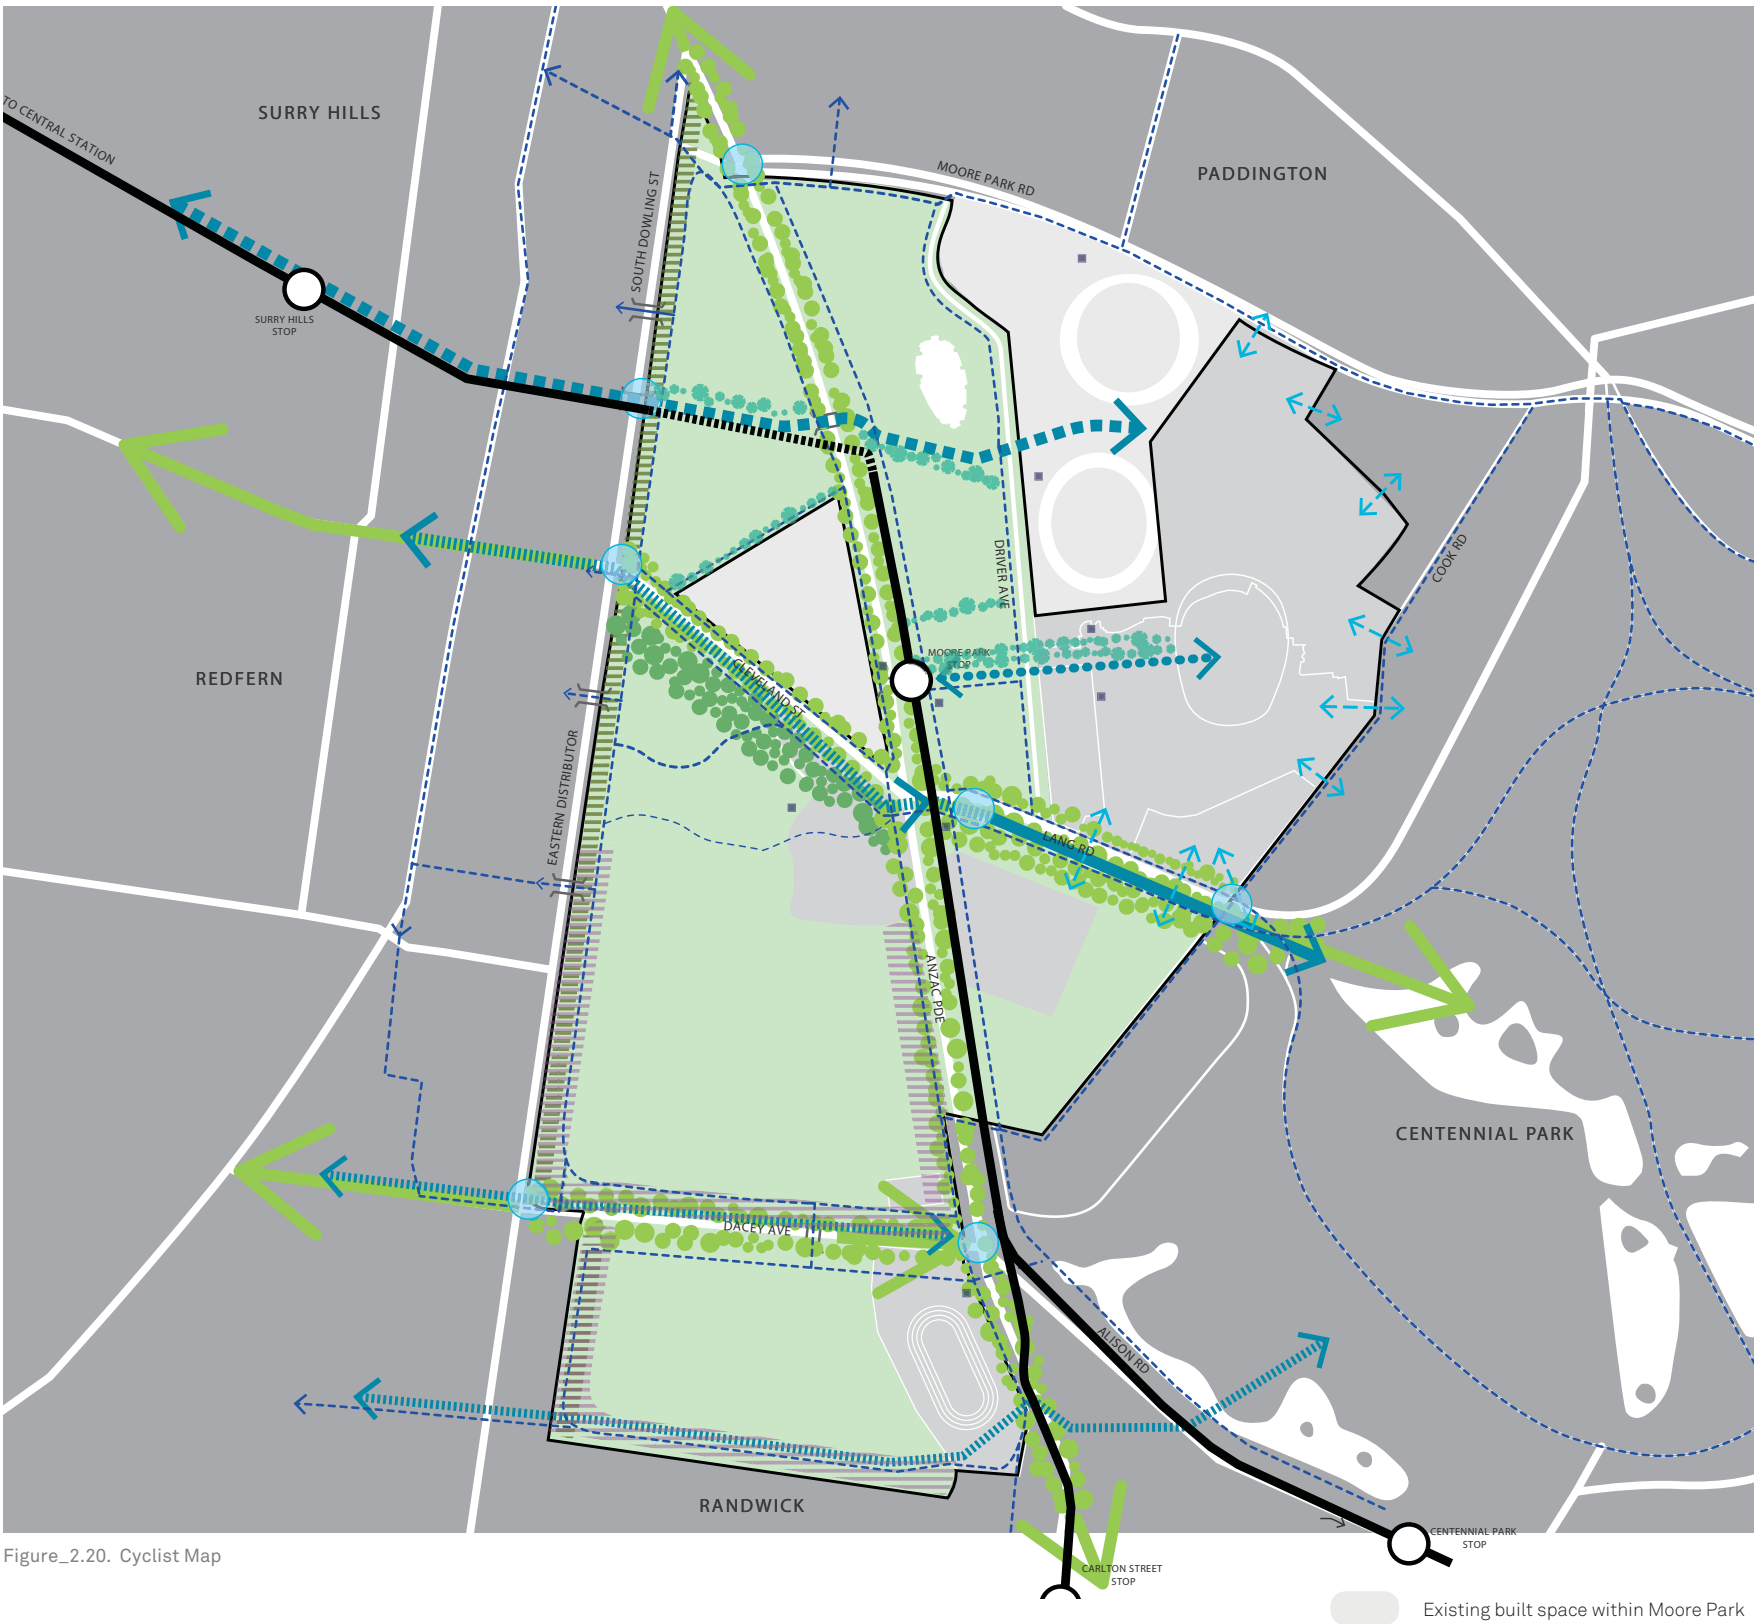 SURRY HILLS
TO CENTRAL STATION
PADDINGTON
MOORE PARK RD
SOUTH DOWLING ST
SURRY HILLS
STOP
DRIVER AVE
COOK RD
MOORE PARK
STOP
REDFERN
CLEVELAND ST
EASTERN DISTRIBUTOR
LANG RD
ANZAC PDE
CENTENNIAL PARK
DACEY AVE
ALISON RD
RANDWICK
CENTENNIAL PARK
STOP
Figure_2.20. Cyclist Map
CARLTON STREET
STOP
Existing built space within Moore Park